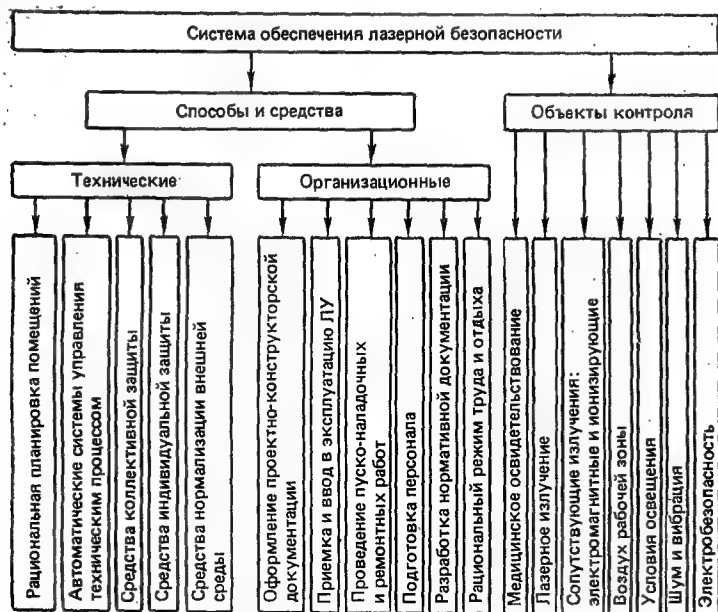 Система обеспечения лазерной безопасности
Способы и средства
Объекты контроля
Технические
Организационные
Рациональная планировка помещений
Автоматические системы управления
техническим процессом
Средства коллективной защиты
Средства индивидуальной защиты
Средства нормализации внешней
среды
Оформление проектно-конструкторской
документации
Приемка и ввод в эксплуатацию ЛУ
Проведение пуско-наладочных
и ремонтных работ
Подготовка персонала
Разработка нормативной документации
Рациональный режим труда и отдыха
Медицинское освидетельствование
Лазерное излучение
Сопутствующие излучения:
электромагнитные и ионизирующие
Воздух рабочей зоны
Условия освещения
Шум и вибрация
Электробезопасность